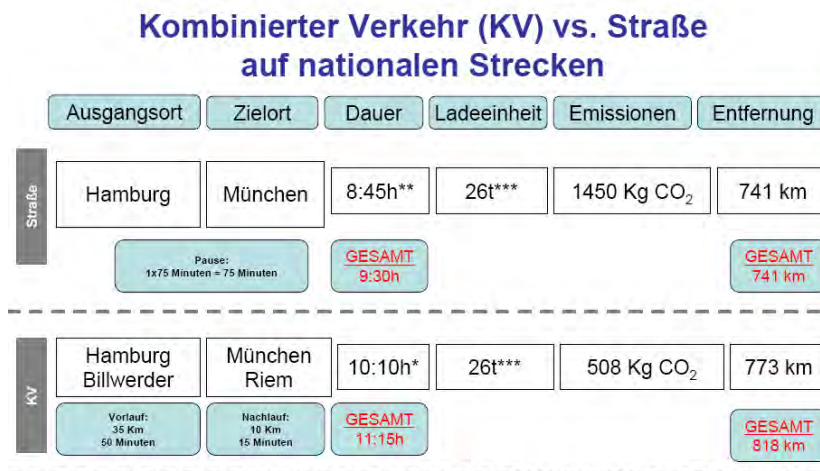 Kombinierter Verkehr (KV) vs. Straße
auf nationalen Strecken
Ausgangsort Zielort Dauer Ladeeinheit Emissionen Entfernung
Straße
Hamburg München 8:45h** 26t*** 1450 Kg CO₂ 741 km
Pause:
1x75 Minuten = 75 Minuten
GESAMT
9:30h
GESAMT
741 km
KV
Hamburg
Billwerder
München
Riem
10:10h* 26t*** 508 Kg CO₂ 773 km
Vorlauf:
35 Km
50 Minuten
Nachlauf:
10 Km
15 Minuten
GESAMT
11:15h
GESAMT
818 km